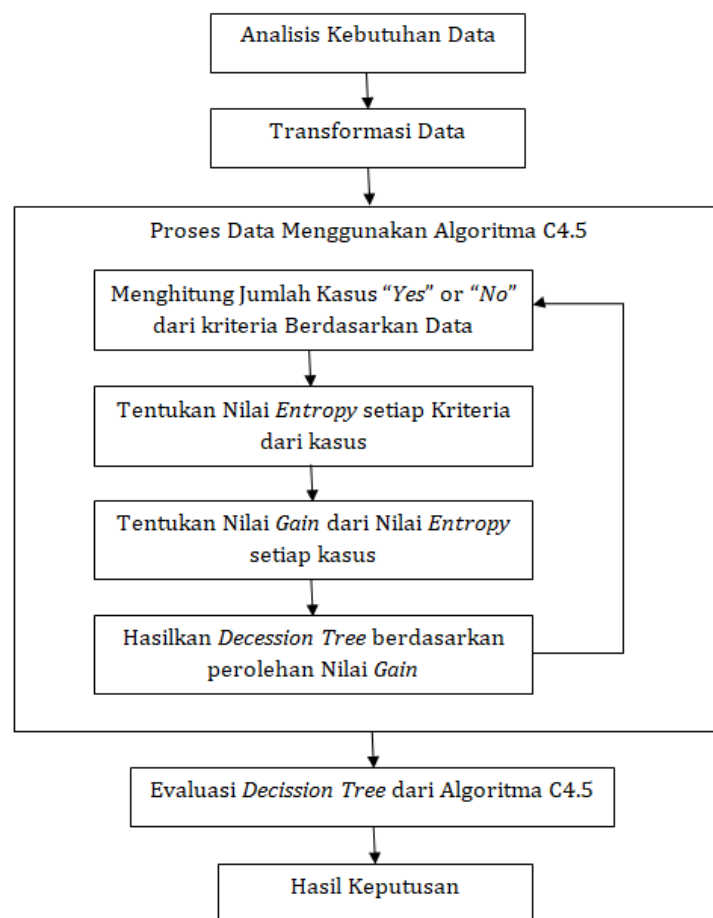 Analisis Kebutuhan Data
Transformasi Data
Proses Data Menggunakan Algoritma C4.5
Menghitung Jumlah Kasus “Yes” or “No”
dari kriteria Berdasarkan Data
Tentukan Nilai Entropy setiap Kriteria
dari kasus
Tentukan Nilai Gain dari Nilai Entropy
setiap kasus
Hasilkan Decession Tree berdasarkan
perolehan Nilai Gain
Evaluasi Decission Tree dari Algoritma C4.5
Hasil Keputusan